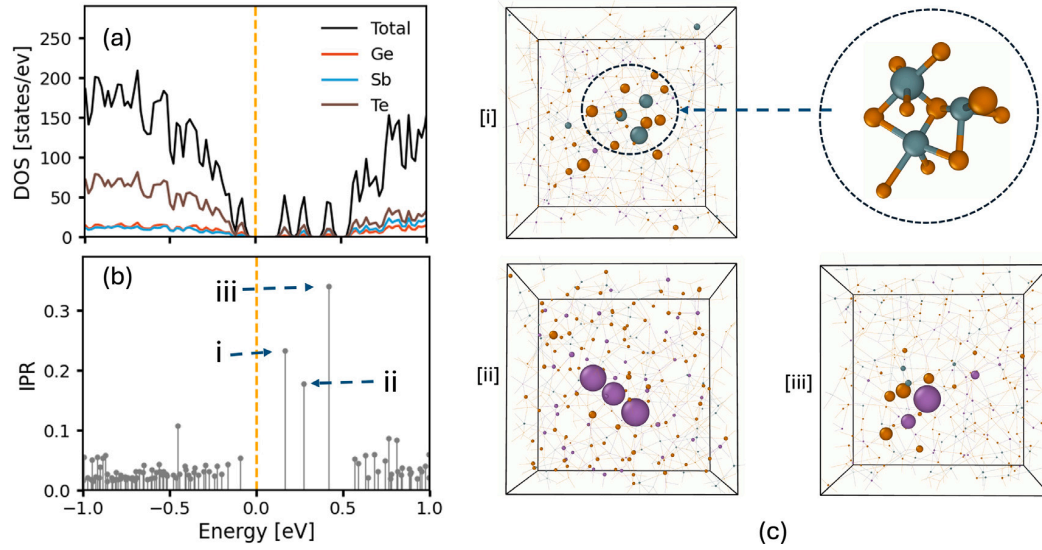 (a)
Total
Ge
Sb
Te
DOS [states/ev]
250
200
150
100
50
0
(b)
iii
i
ii
IPR
0.3
0.2
0.1
0.0
−1.0 −0.5 0.0 0.5 1.0
Energy [eV]
[i]
[ii]
[iii]
(c)